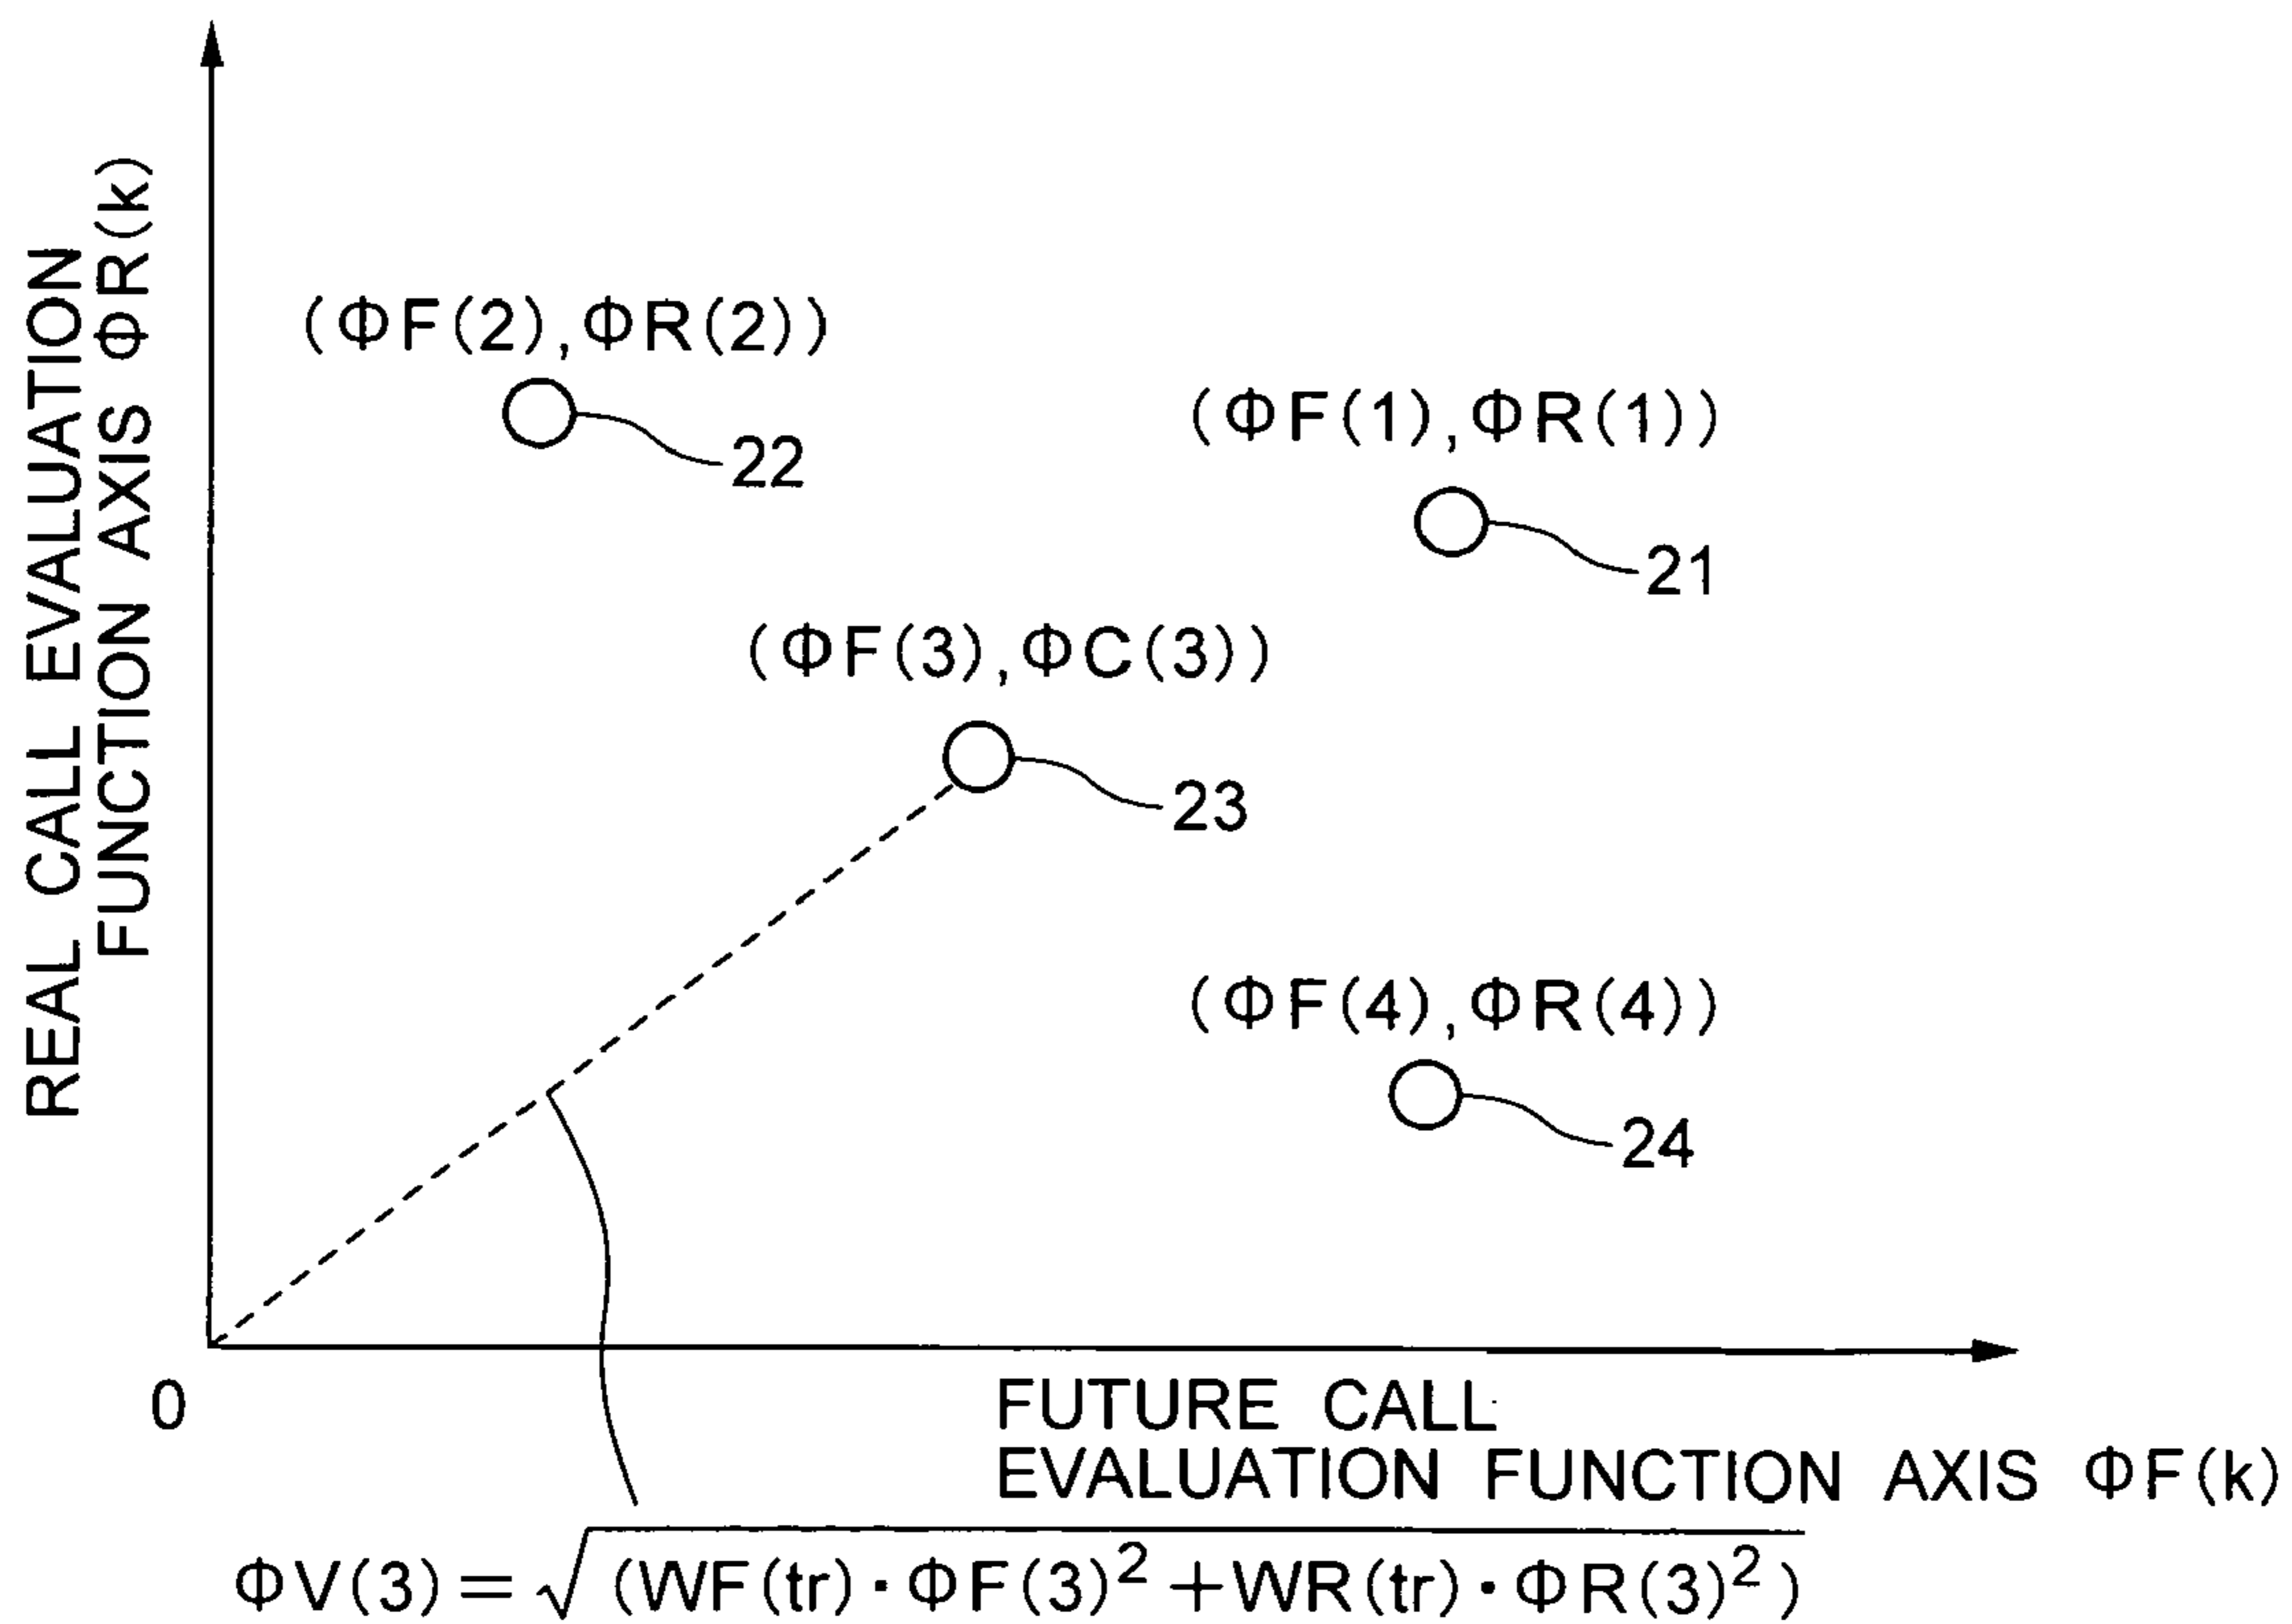 REAL CALL EVALUATION
FUNCTION AXIS ΦR(k)
(ΦF(2),ΦR(2))
22
(ΦF(1),ΦR(1))
21
(ΦF(3),ΦC(3))
23
(ΦF(4),ΦR(4))
24
0
FUTURE CALL
EVALUATION FUNCTION AXIS ΦF(k)
ΦV(3)=√(WF(tr)·ΦF(3)²+WR(tr)·ΦR(3)²)